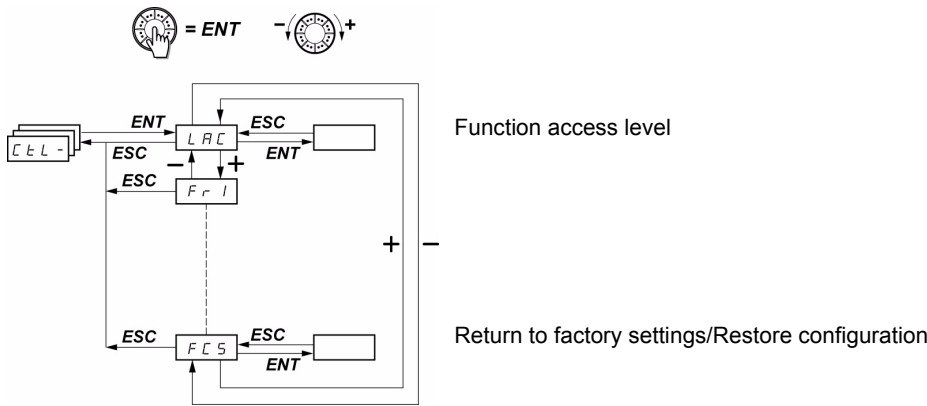 = ENT
- +
ENT
ESC
LAC
ESC
ENT
Function access level
CtL -
ESC
- +
Fr1
+ -
ESC
FCS
ESC
ENT
Return to factory settings/Restore configuration